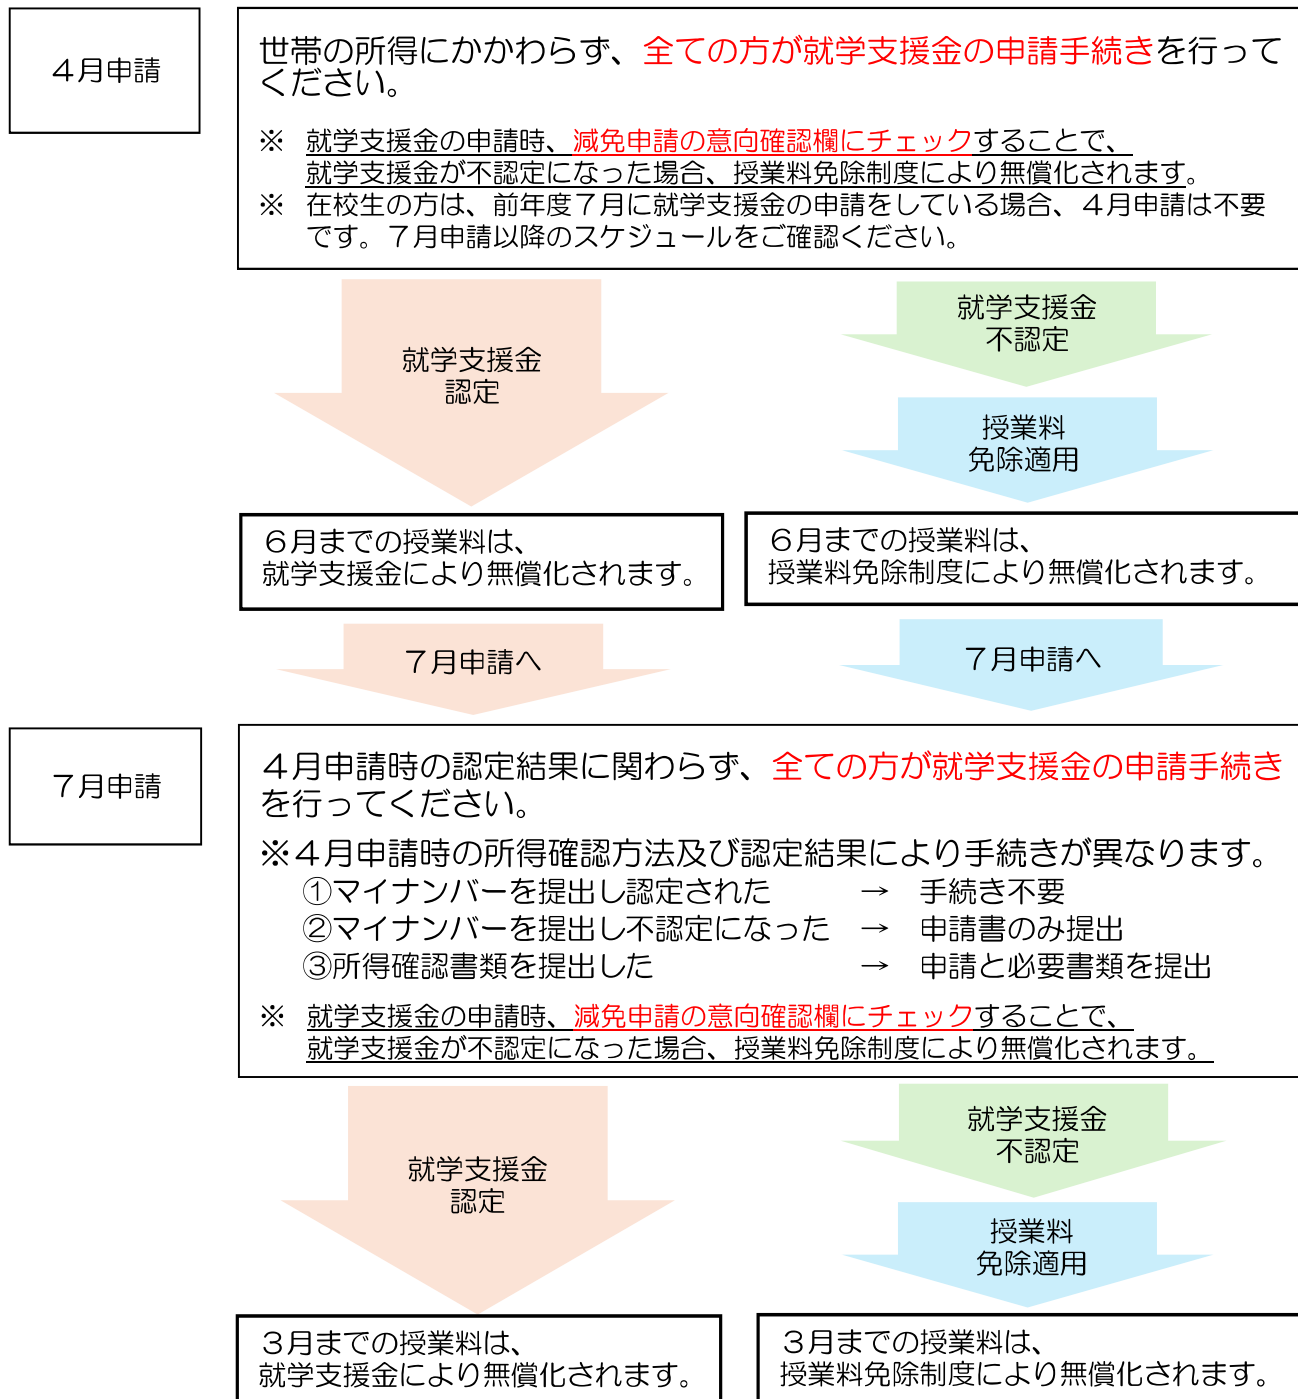 ４月申請
世帯の所得にかかわらず、全ての方が就学支援金の申請手続きを行って
ください。
※ 就学支援金の申請時、減免申請の意向確認欄にチェックすることで、
就学支援金が不認定になった場合、授業料免除制度により無償化されます。
※ 在校生の方は、前年度７月に就学支援金の申請をしている場合、４月申請は不要
です。７月申請以降のスケジュールをご確認ください。
就学支援金
認定
就学支援金
不認定
授業料
免除適用
６月までの授業料は、
就学支援金により無償化されます。
６月までの授業料は、
授業料免除制度により無償化されます。
７月申請へ
７月申請へ
７月申請
４月申請時の認定結果に関わらず、全ての方が就学支援金の申請手続き
を行ってください。
※４月申請時の所得確認方法及び認定結果により手続きが異なります。
①マイナンバーを提出し認定された → 手続き不要
②マイナンバーを提出し不認定になった → 申請書のみ提出
③所得確認書類を提出した → 申請と必要書類を提出
※ 就学支援金の申請時、減免申請の意向確認欄にチェックすることで、
就学支援金が不認定になった場合、授業料免除制度により無償化されます。
就学支援金
認定
就学支援金
不認定
授業料
免除適用
３月までの授業料は、
就学支援金により無償化されます。
３月までの授業料は、
授業料免除制度により無償化されます。